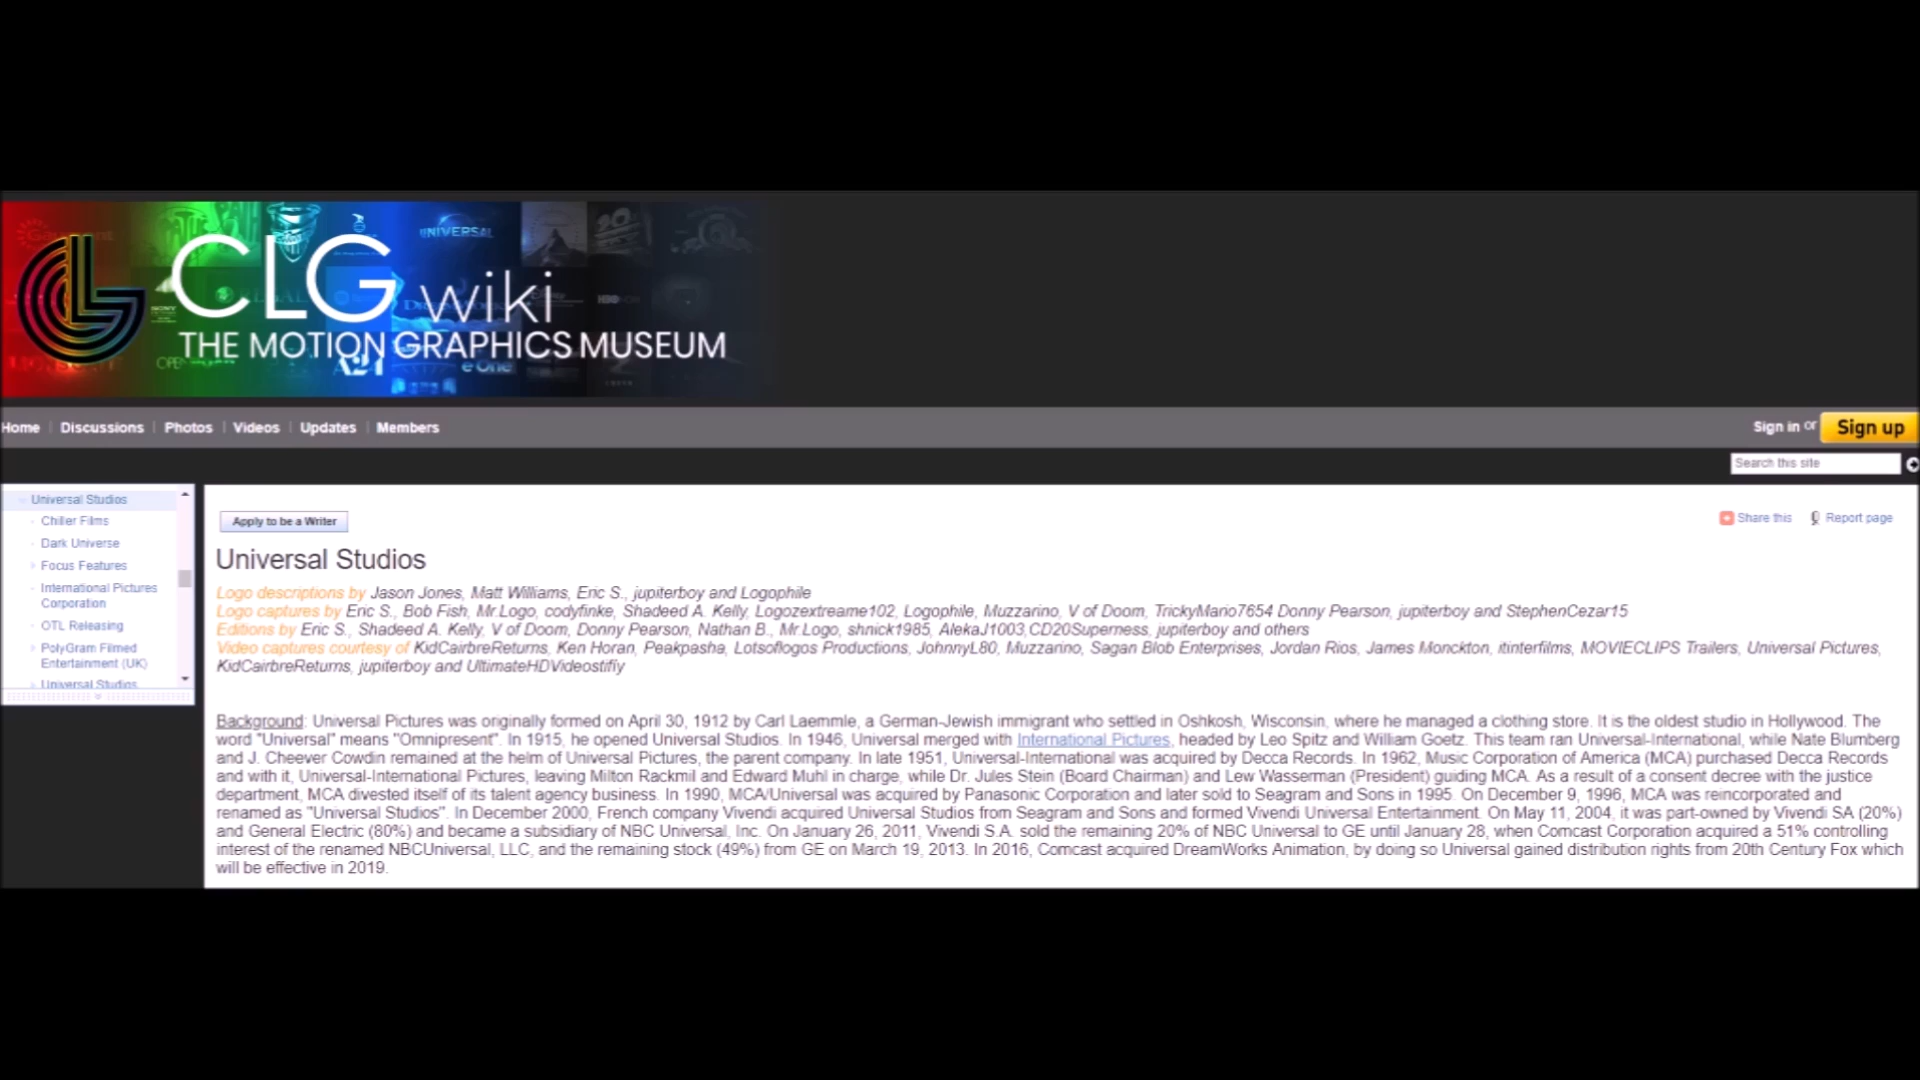 UNIVERSAL
CLG wiki
THE MOTION GRAPHICS MUSEUM
eOne
Home Discussions Photos Videos Updates Members
Sign in or Sign up
Search this site
Universal Studios
Chiller Films
Dark Universe
Focus Features
International Pictures
Corporation
OTL Releasing
PolyGram Filmed
Entertainment (UK)
Universal Studios
Apply to be a Writer
Share this Report page
Universal Studios
Logo descriptions by Jason Jones, Matt Williams, Eric S., jupiterboy and Logophile
Logo captures by Eric S., Bob Fish, Mr.Logo, codyfinke, Shadeed A. Kelly, Logozextreame102, Logophile, Muzzarino, V of Doom, TrickyMario7654 Donny Pearson, jupiterboy and StephenCezar15
Editions by Eric S., Shadeed A. Kelly, V of Doom, Donny Pearson, Nathan B., Mr.Logo, shnick1985, AlekaJ1003,CD20Superness, jupiterboy and others
Video captures courtesy of KidCairbreReturns, Ken Horan, Peakpasha, Lotsoflogos Productions, JohnnyL80, Muzzarino, Sagan Blob Enterprises, Jordan Rios, James Monckton, itinterfilms, MOVIECLIPS Trailers, Universal Pictures,
KidCairbreReturns, jupiterboy and UltimateHDVideostifiy
Background: Universal Pictures was originally formed on April 30, 1912 by Carl Laemmle, a German-Jewish immigrant who settled in Oshkosh, Wisconsin, where he managed a clothing store. It is the oldest studio in Hollywood. The
word "Universal" means "Omnipresent". In 1915, he opened Universal Studios. In 1946, Universal merged with International Pictures, headed by Leo Spitz and William Goetz. This team ran Universal-International, while Nate Blumberg
and J. Cheever Cowdin remained at the helm of Universal Pictures, the parent company. In late 1951, Universal-International was acquired by Decca Records. In 1962, Music Corporation of America (MCA) purchased Decca Records
and with it, Universal-International Pictures, leaving Milton Rackmil and Edward Muhl in charge, while Dr. Jules Stein (Board Chairman) and Lew Wasserman (President) guiding MCA. As a result of a consent decree with the justice
department, MCA divested itself of its talent agency business. In 1990, MCA/Universal was acquired by Panasonic Corporation and later sold to Seagram and Sons in 1995. On December 9, 1996, MCA was reincorporated and
renamed as "Universal Studios". In December 2000, French company Vivendi acquired Universal Studios from Seagram and Sons and formed Vivendi Universal Entertainment. On May 11, 2004, it was part-owned by Vivendi SA (20%)
and General Electric (80%) and became a subsidiary of NBC Universal, Inc. On January 26, 2011, Vivendi S.A. sold the remaining 20% of NBC Universal to GE until January 28, when Comcast Corporation acquired a 51% controlling
interest of the renamed NBCUniversal, LLC, and the remaining stock (49%) from GE on March 19, 2013. In 2016, Comcast acquired DreamWorks Animation, by doing so Universal gained distribution rights from 20th Century Fox which
will be effective in 2019.